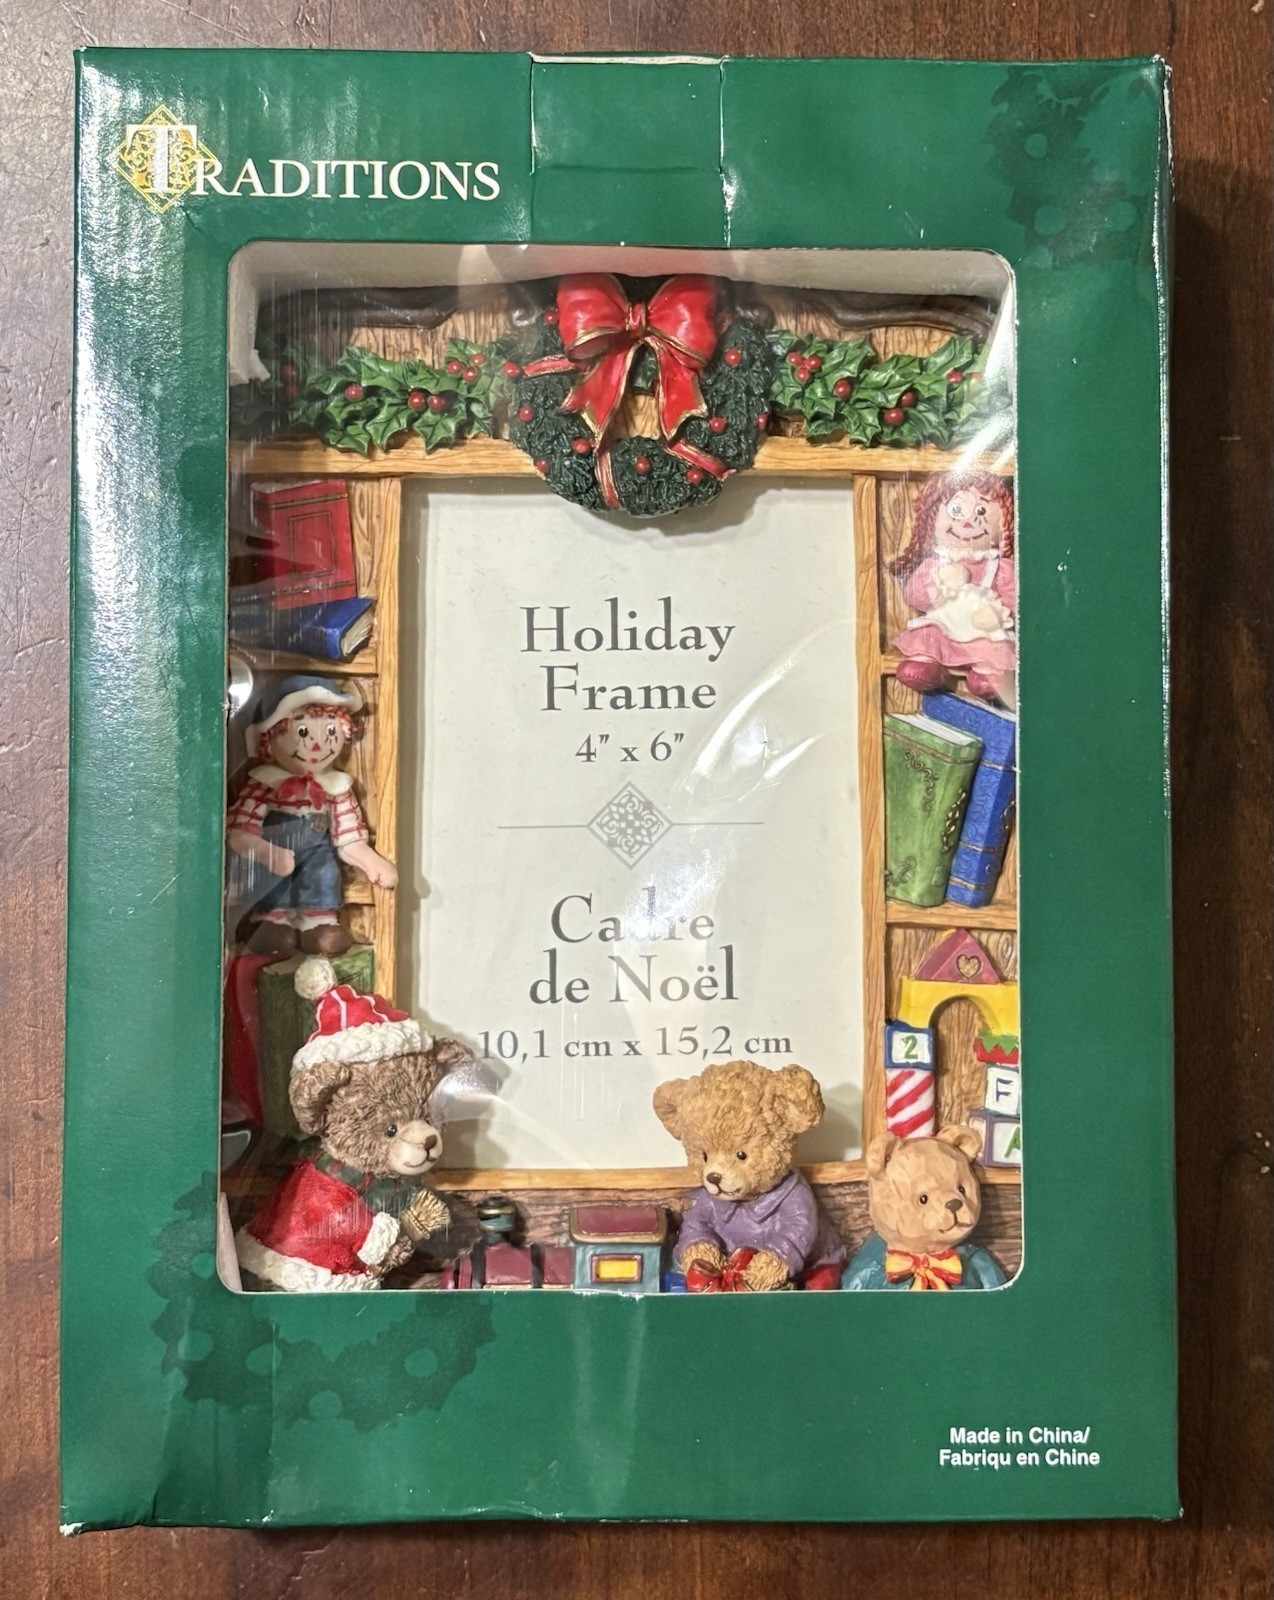 TRADITIONS
Holiday
Frame
4" x 6"
Cadre
de Noël
10,1 cm x 15,2 cm
2
F
A
Made in China/
Fabriqu en Chine